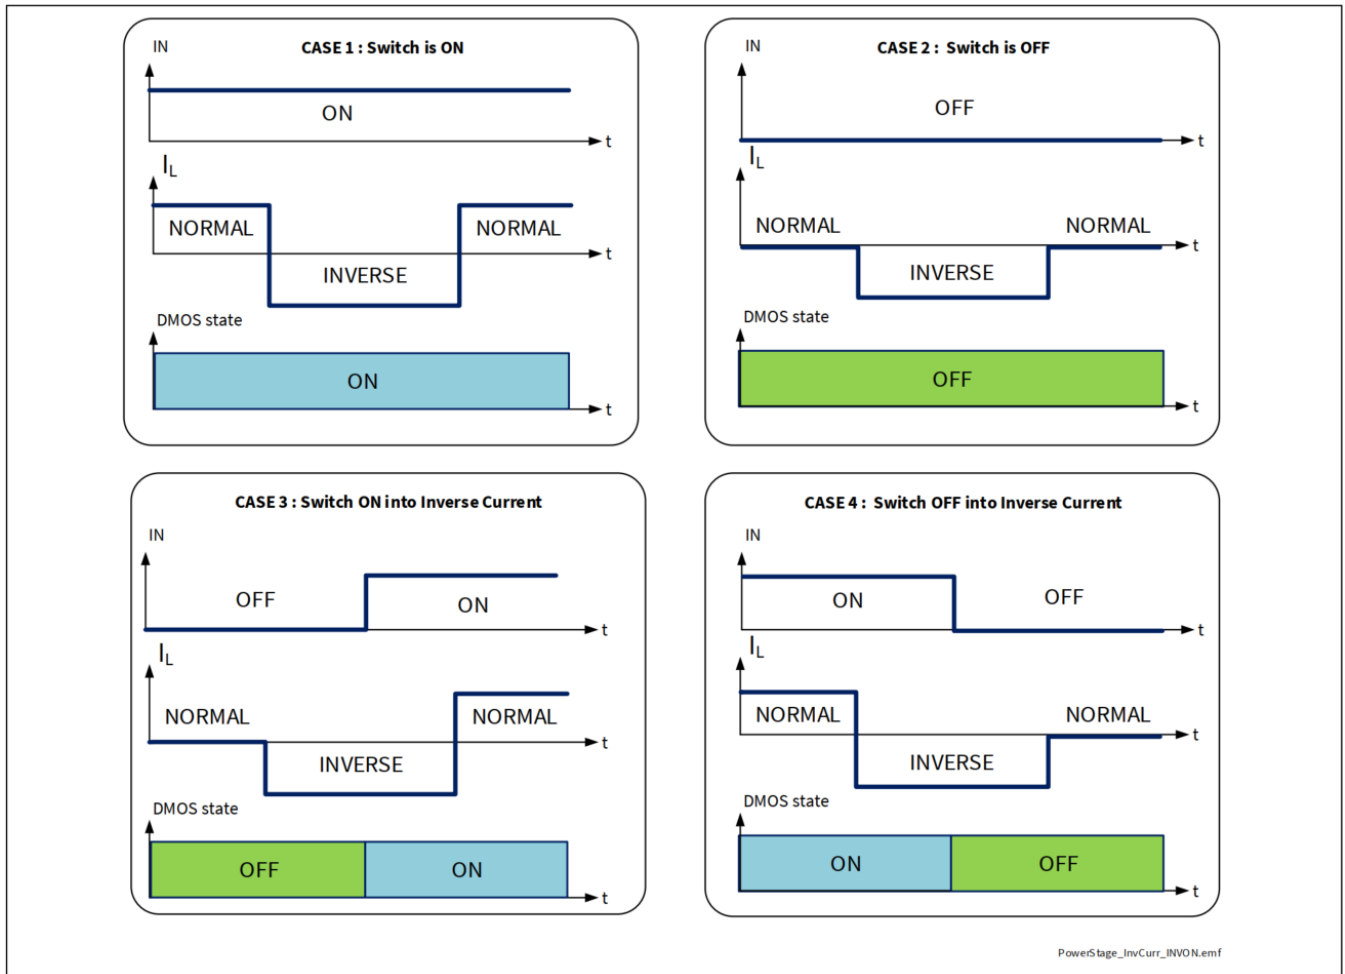 CASE 1 : Switch is ON
IN
ON
t
IL
NORMAL
NORMAL
t
INVERSE
DMOS state
ON
t
CASE 2 : Switch is OFF
IN
OFF
t
IL
NORMAL
NORMAL
t
INVERSE
DMOS state
OFF
t
CASE 3 : Switch ON into Inverse Current
IN
OFF
ON
t
IL
NORMAL
NORMAL
t
INVERSE
DMOS state
OFF
ON
t
CASE 4 : Switch OFF into Inverse Current
IN
ON
OFF
t
IL
NORMAL
NORMAL
t
INVERSE
DMOS state
ON
OFF
t
PowerStage_InvCurr_INVON.emf